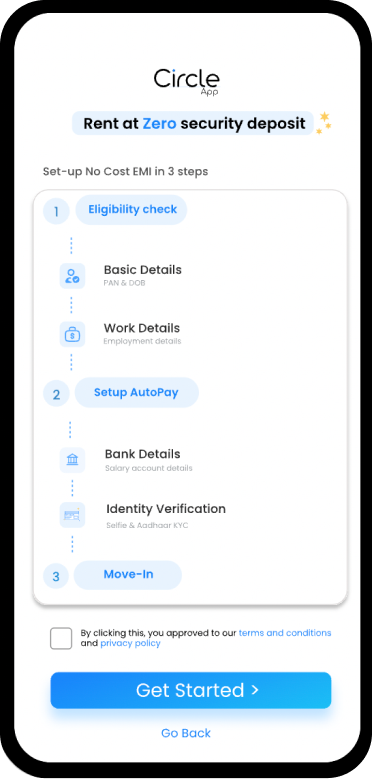 Circle
App
Rent at Zero security deposit
Set-up No Cost EMI in 3 steps
1 Eligibility check
Basic Details
PAN & DOB
Work Details
Employment details
2 Setup AutoPay
Bank Details
Salary account details
Identity Verification
Selfie & Aadhaar KYC
3 Move-In
By clicking this, you approved to our terms and conditions
and privacy policy
Get Started >
Go Back